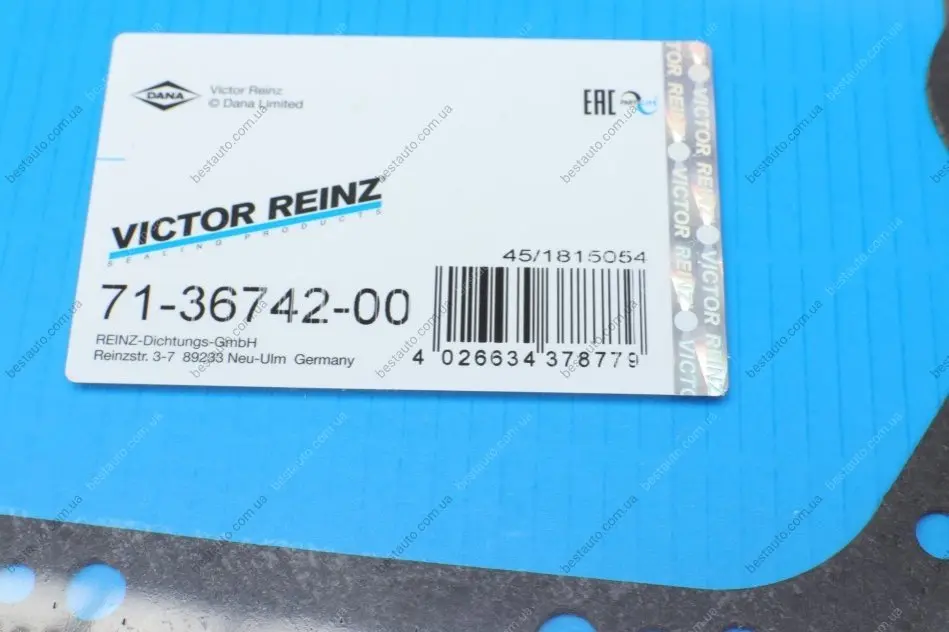 DANA
Victor Reinz
© Dana Limited
EAC
VICTOR REINZ
SEALING PRODUCTS
45/1815054
71-36742-00
REINZ-Dichtungs-GmbH
Reinzstr. 3-7 89233 Neu-Ulm Germany
4 026634 378779
VICTOR REINZ
VICTOR REINZ
VICTOR REINZ
bestauto.com.ua